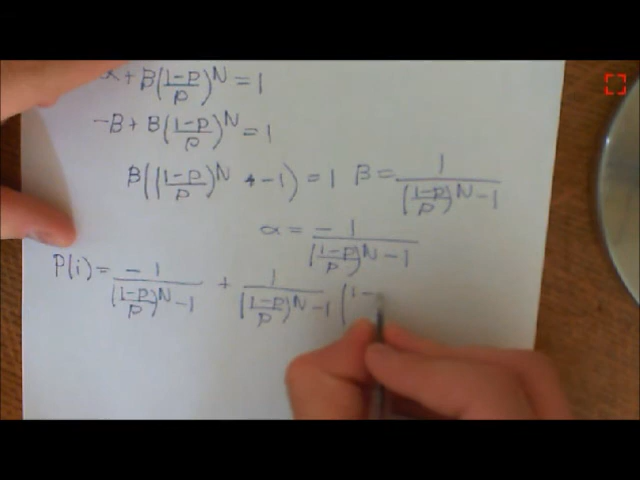 α + B((1-p)/p)^N = 1
-B + B((1-p)/p)^N = 1
B(((1-p)/p)^N + -1) = 1 B = 1/(((1-p)/p)^N - 1)
α = -1/(((1-p)/p)^N - 1)
P(i) = -1/(((1-p)/p)^N - 1) + 1/(((1-p)/p)^N - 1) (1-